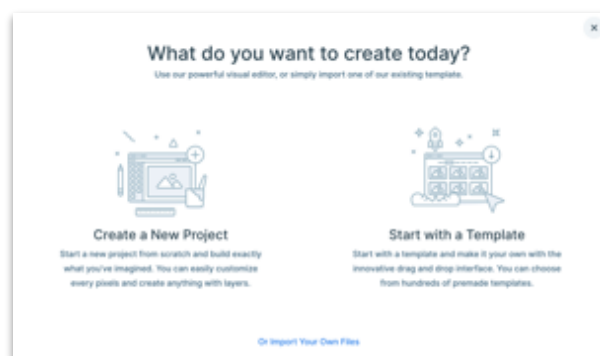 What do you want to create today?
Use our powerful visual editor, or simply import one of our existing template.
Create a New Project
Start a new project from scratch and build exactly
what you've imagined. You can easily customize
every pixels and create anything with layers.
Start with a Template
Start with a template and make it your own with the
innovative drag and drop interface. You can choose
from hundreds of premade templates.
Or Import Your Own Files